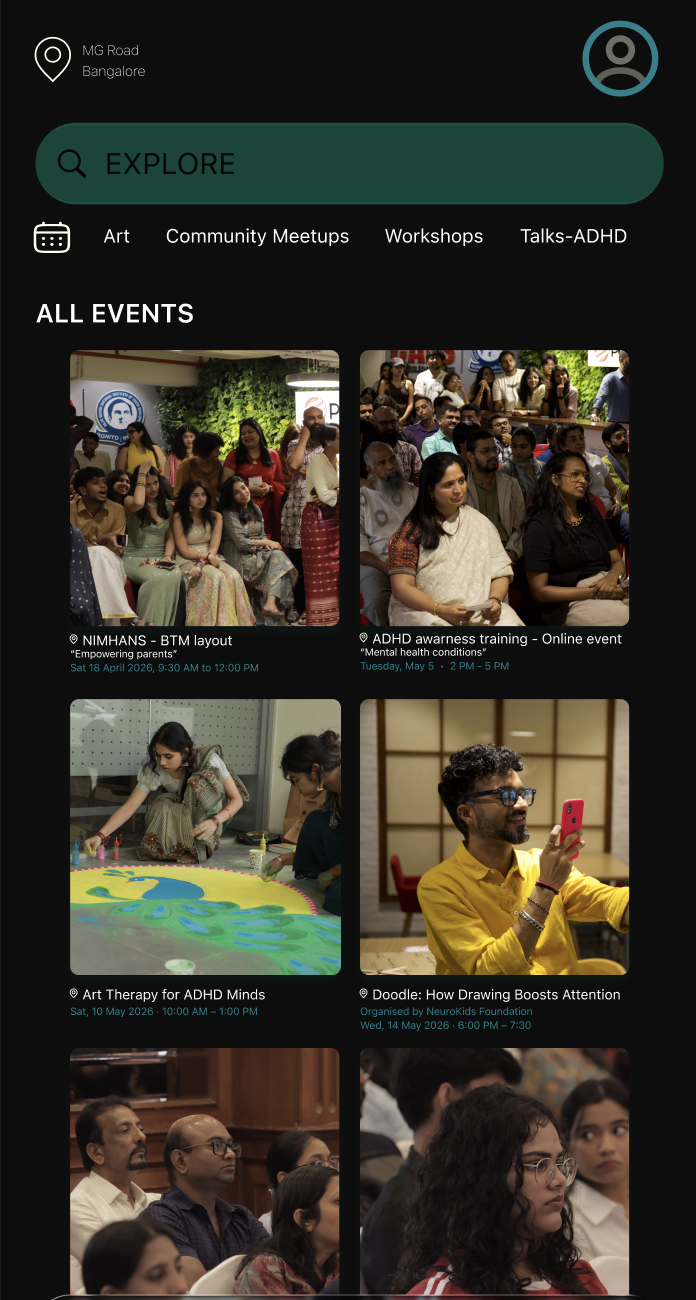 MG Road
Bangalore
EXPLORE
Art
Community Meetups
Workshops
Talks-ADHD
ALL EVENTS
NIMHANS - BTM layout
“Empowering parents”
Sat 18 April 2026, 9:30 AM to 12:00 PM
ADHD awarness training - Online event
“Mental health conditions”
Tuesday, May 5 • 2 PM - 5 PM
Art Therapy for ADHD Minds
Sat, 10 May 2026 · 10:00 AM – 1:00 PM
Doodle: How Drawing Boosts Attention
Organised by NeuroKids Foundation
Wed, 14 May 2026 · 6:00 PM – 7:30